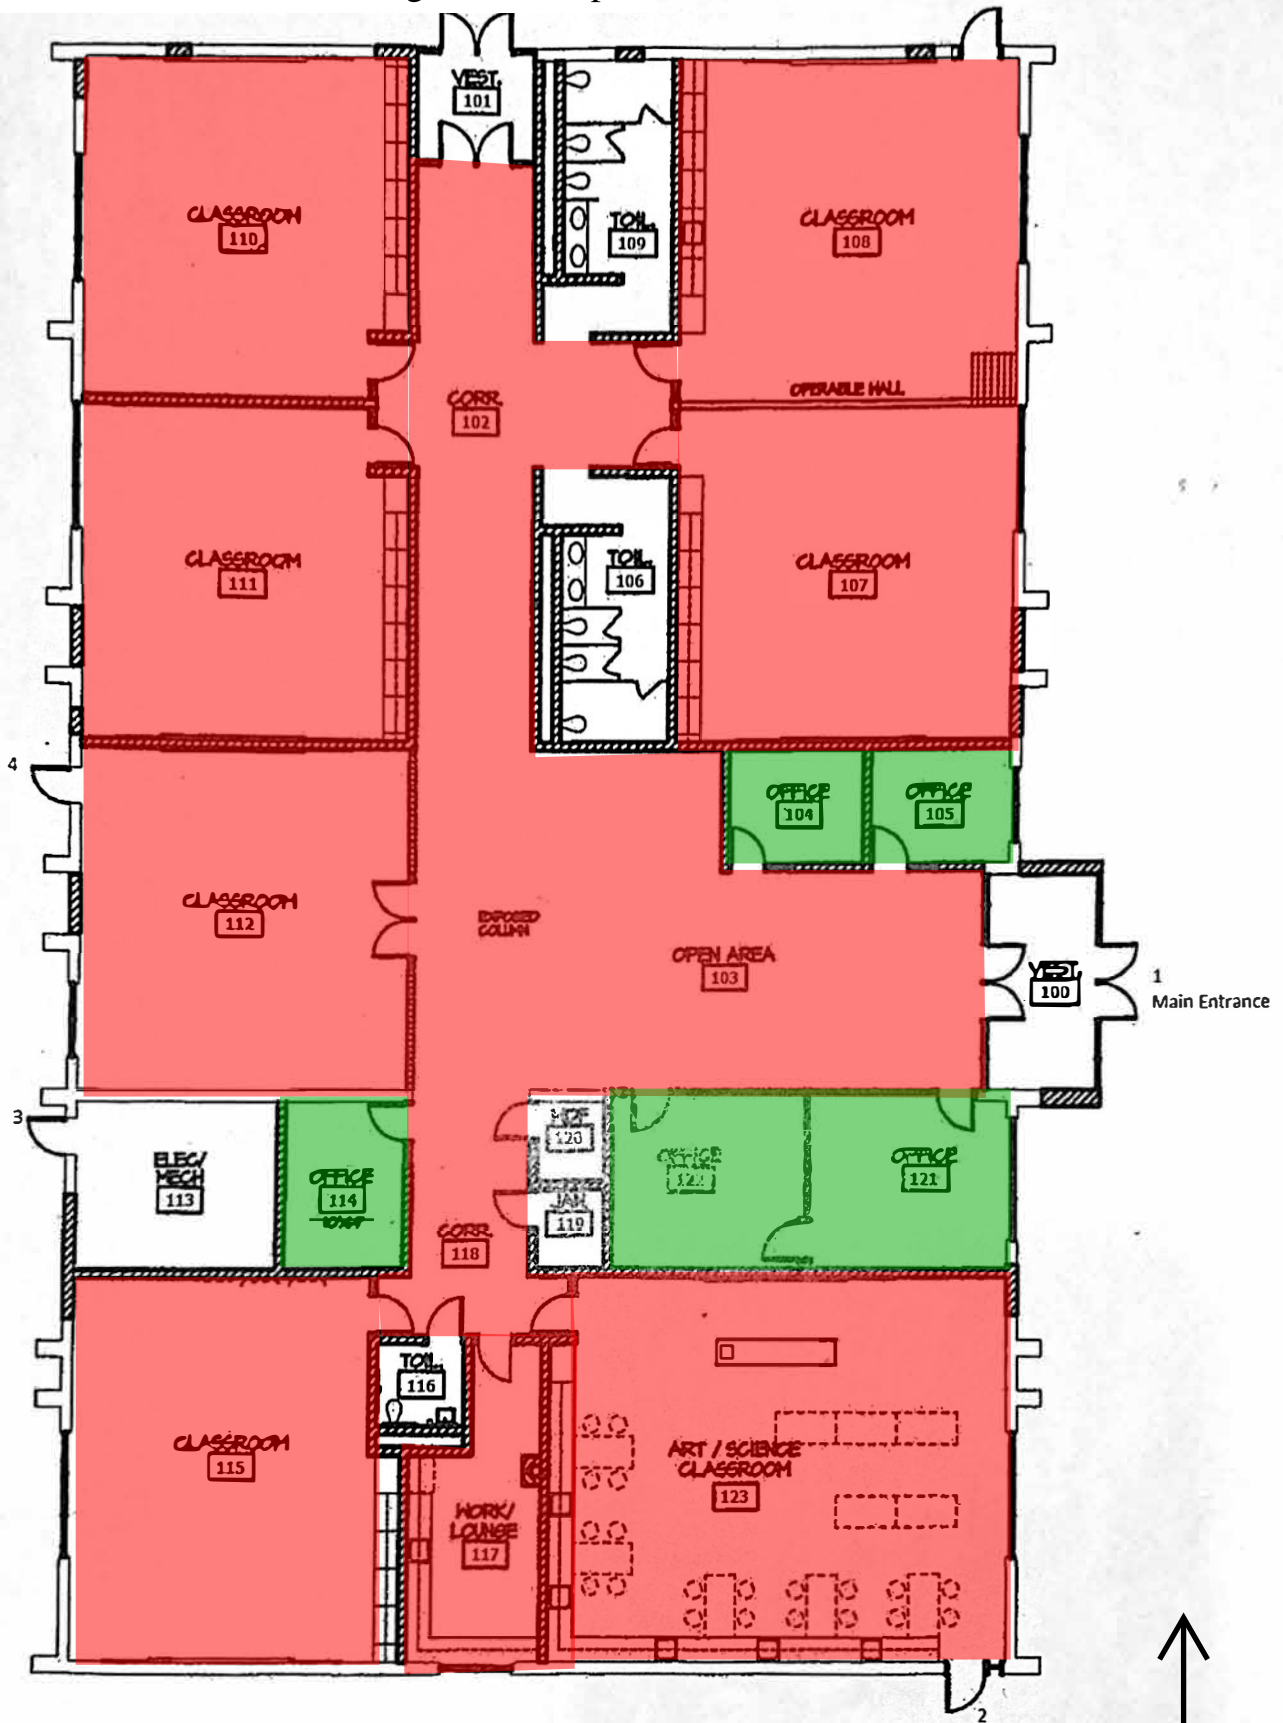 VEST.
101
CLASSROOM
110
TOIL.
109
CLASSROOM
108
OPERABLE WALL
CORR.
102
CLASSROOM
111
TOIL.
106
CLASSROOM
107
4
OFFICE
104
OFFICE
105
CLASSROOM
112
EXPOSED
COLUMN
OPEN AREA
103
VEST.
100
1
Main Entrance
3
ELEC/
MECH
113
OFFICE
114
120
JAN
119
OFFICE
122
OFFICE
121
CORR.
118
TOIL.
116
CLASSROOM
115
WORK/
LOUNGE
117
ART / SCIENCE
CLASSROOM
123
2